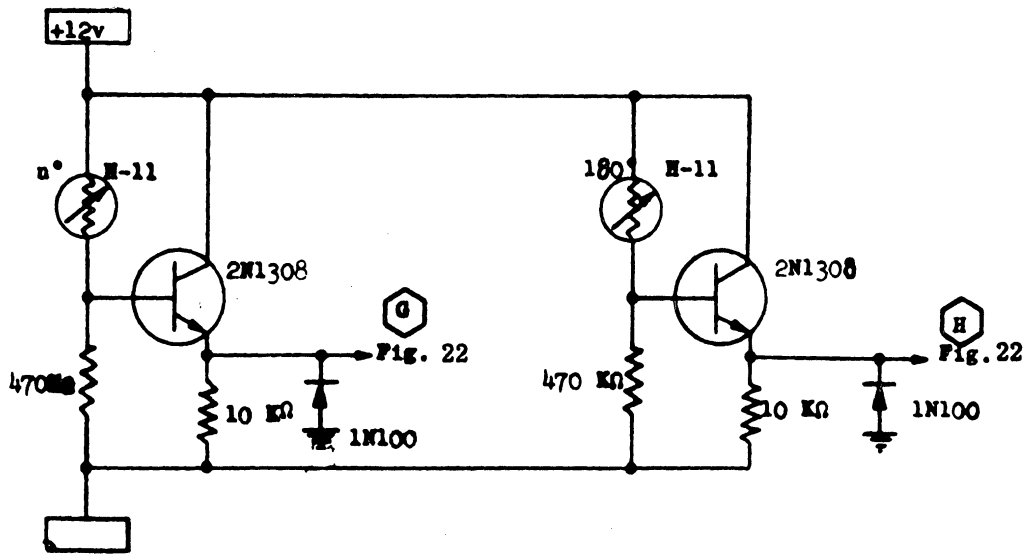 +12v
n° H-11
180 H-11
2N1308
2N1308
G
H
Fig. 22
Fig. 22
470 KΩ
10 KΩ
1N100
10 KΩ
1N100